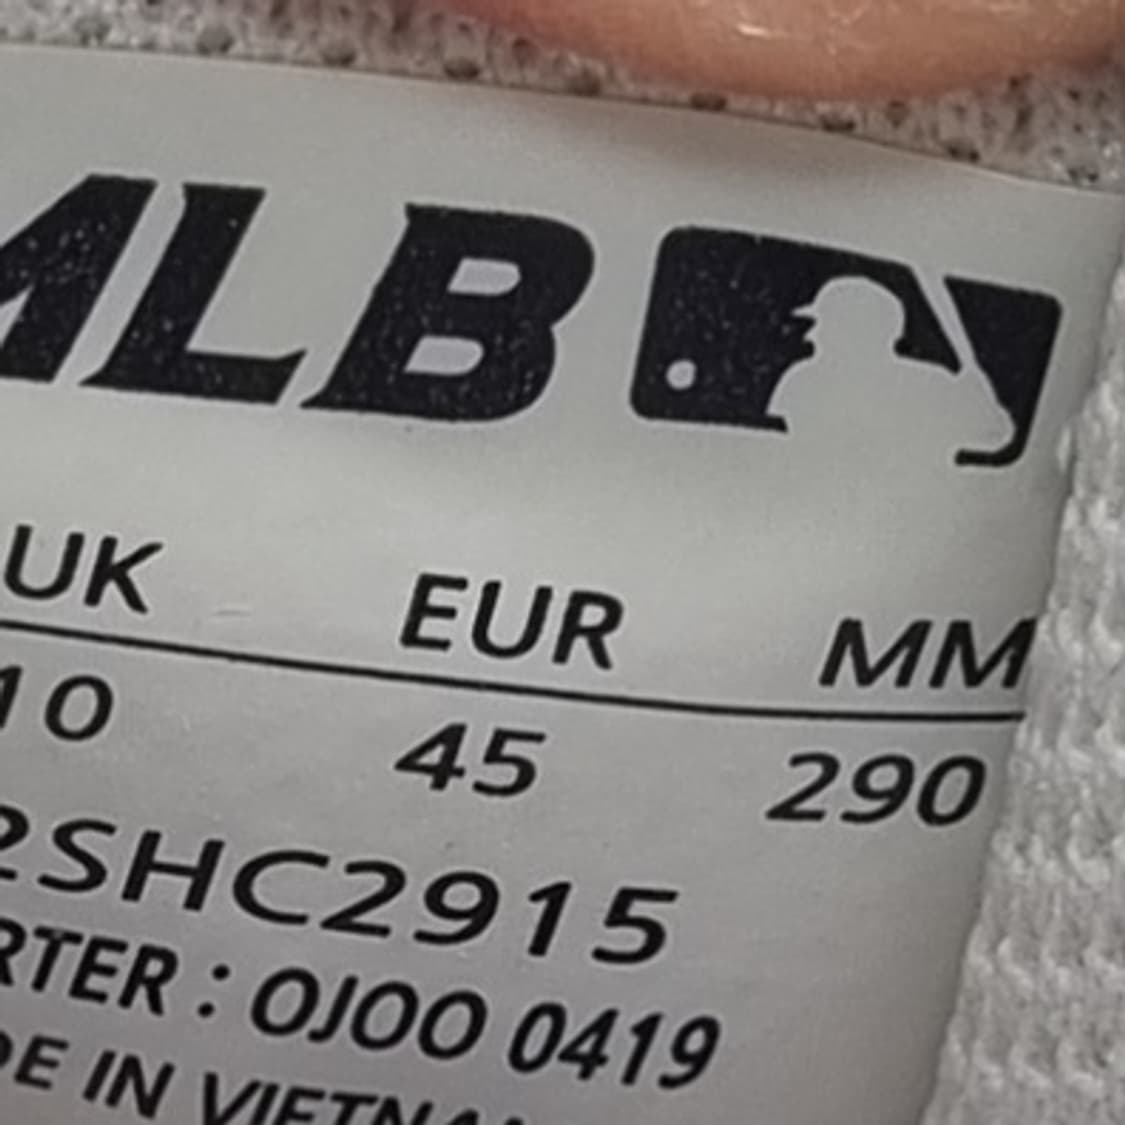 MLB
UK EUR MM
10 45 290
2SHC2915
RTER : OJOO 0419
DE IN VIETNA